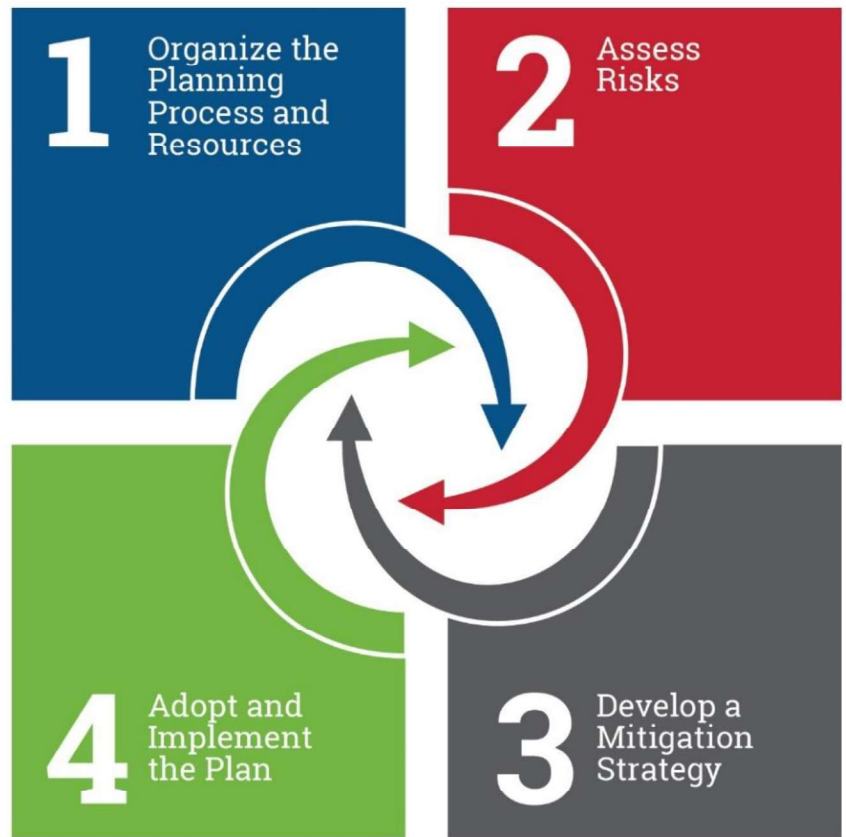 1
Organize the
Planning
Process and
Resources
2
Assess
Risks
3
Develop a
Mitigation
Strategy
4
Adopt and
Implement
the Plan